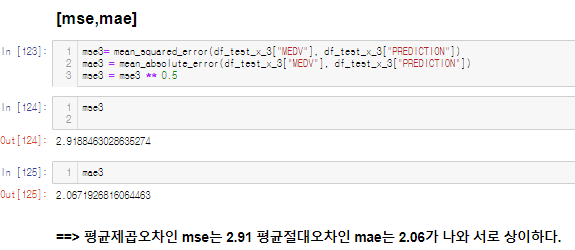 [mse,mae]
In [123]:
1 mse3= mean_squared_error(df_test_x_3["MEDV"], df_test_x_3["PREDICTION"])
2 mae3 = mean_absolute_error(df_test_x_3["MEDV"], df_test_x_3["PREDICTION"])
3 mse3 = mse3 ** 0.5
In [124]:
1 mse3
2
Out[124]: 2.9188463028635274
In [125]:
1 mae3
Out[125]: 2.0671926816064463
==> 평균제곱오차인 mse는 2.91 평균절대오차인 mae는 2.06가 나와 서로 상이하다.